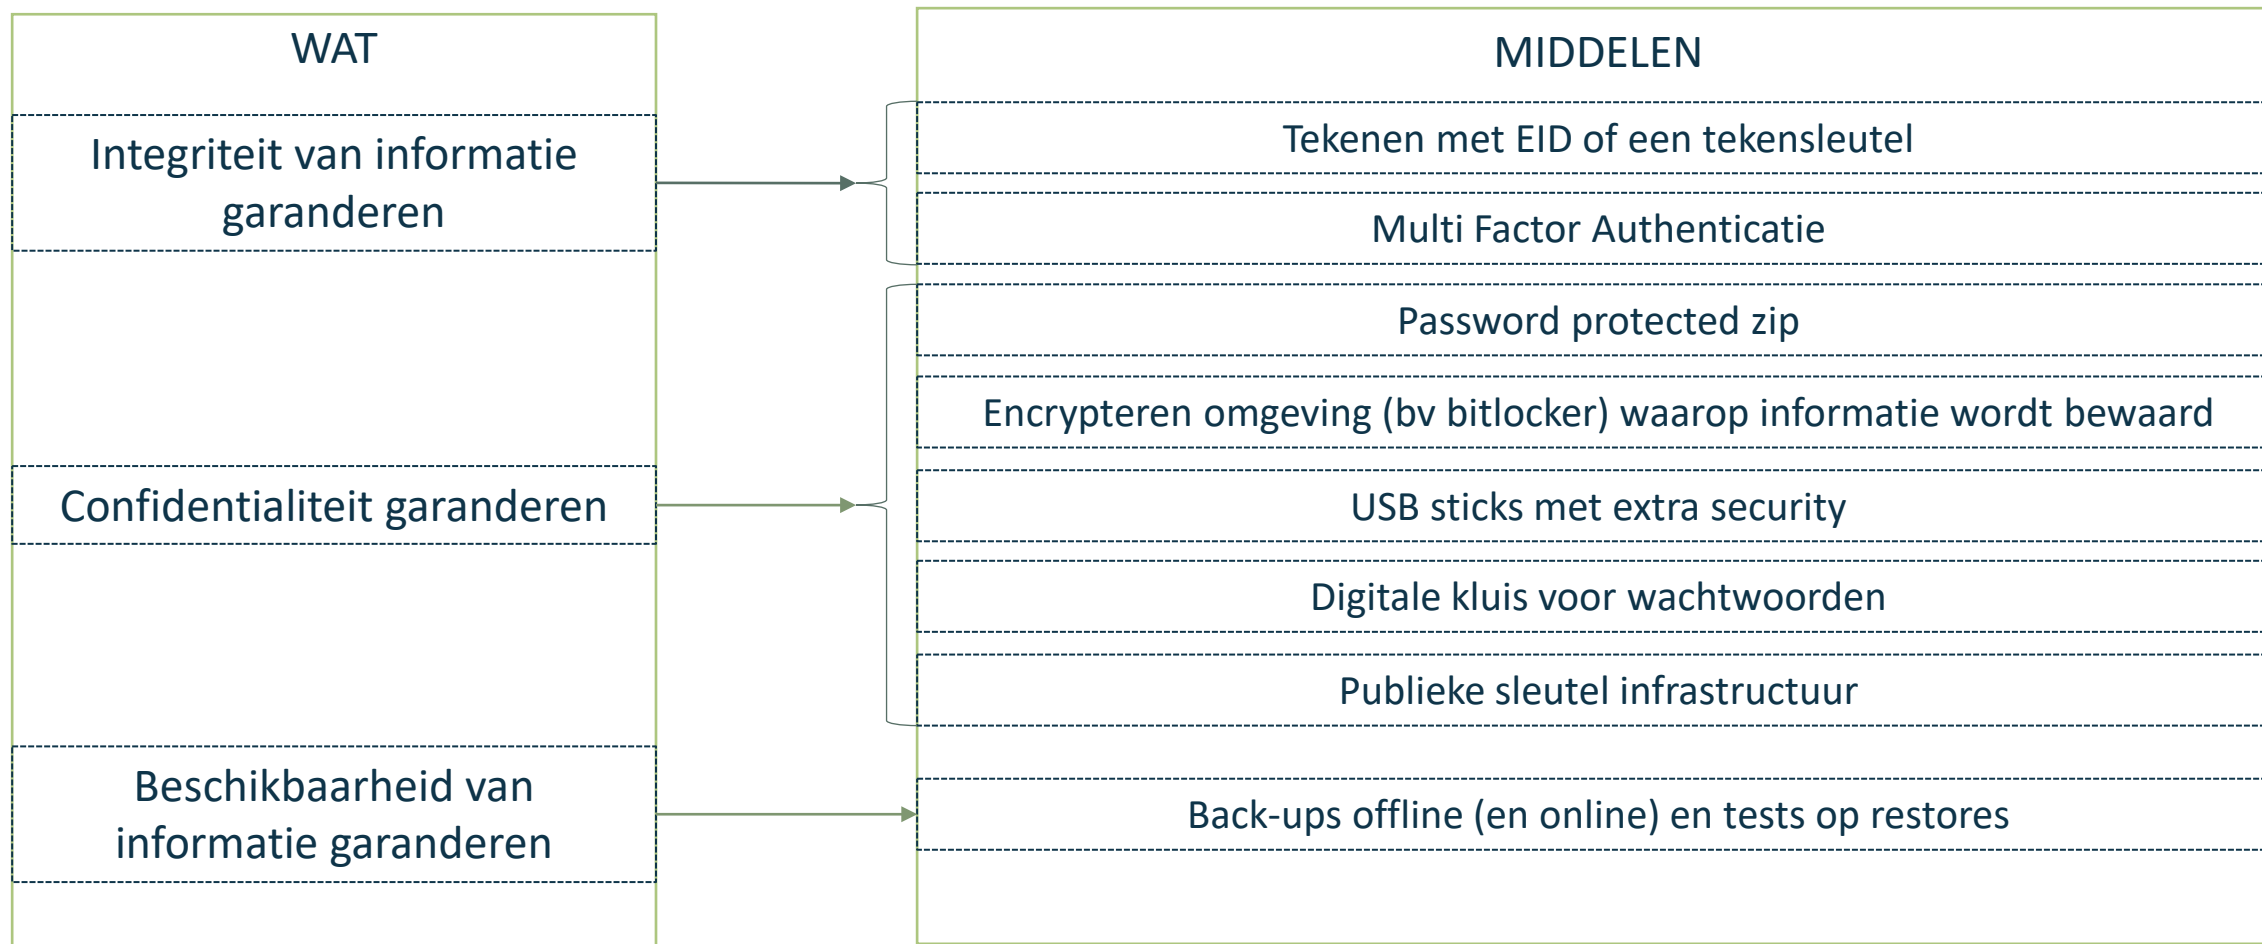 WAT
Integriteit van informatie
garanderen
Confidentialiteit garanderen
Beschikbaarheid van
informatie garanderen
MIDDELEN
Tekenen met EID of een tekensleutel
Multi Factor Authenticatie
Password protected zip
Encrypteren omgeving (bv bitlocker) waarop informatie wordt bewaard
USB sticks met extra security
Digitale kluis voor wachtwoorden
Publieke sleutel infrastructuur
Back-ups offline (en online) en tests op restores